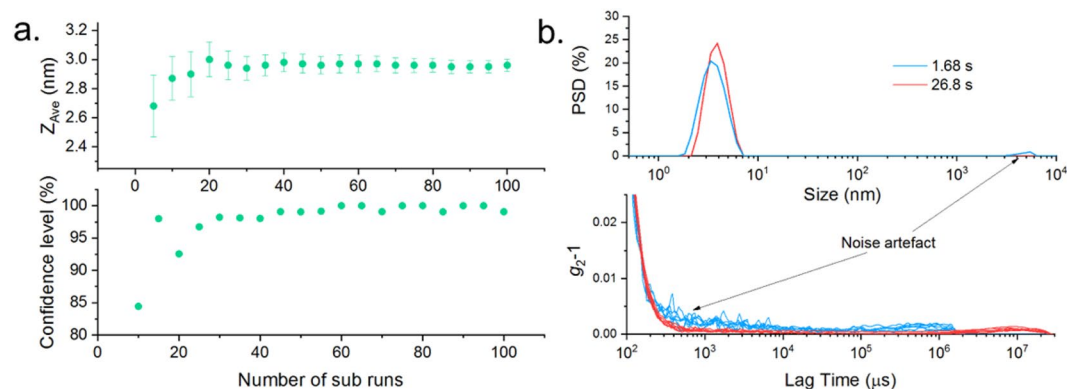 a.
Z_Ave (nm)
3.2
3.0
2.8
2.6
2.4
0 20 40 60 80 100
Confidence level (%)
100
95
90
85
80
0 20 40 60 80 100
Number of sub runs
b.
PSD (%)
30
25
20
15
10
5
0
1.68 s
26.8 s
10^0 10^1 10^2 10^3 10^4
Size (nm)
Noise artefact
g_2-1
0.02
0.01
0.00
10^2 10^3 10^4 10^5 10^6 10^7
Lag Time (µs)